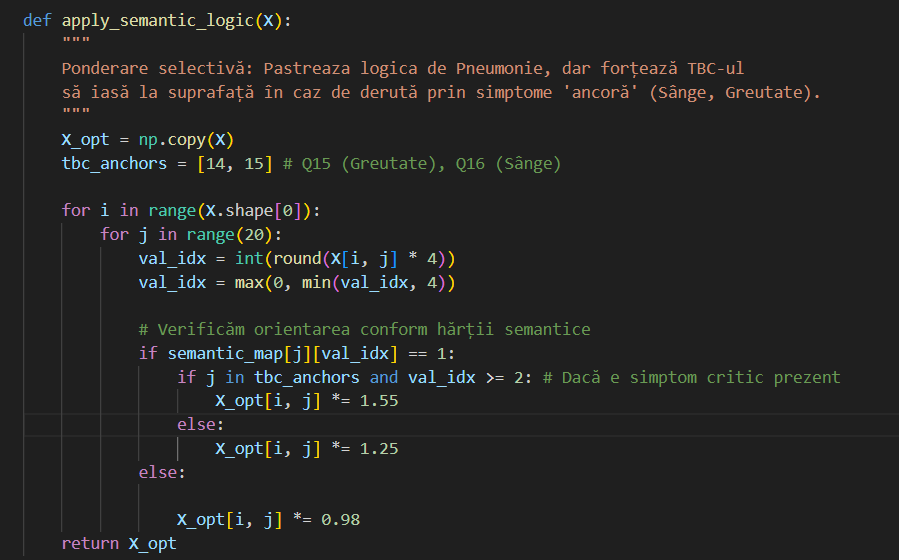 def apply_semantic_logic(X):
    """
    Ponderare selectivă: Pastreaza logica de Pneumonie, dar forțează TBC-ul
    să iasă la suprafață în caz de derută prin simptome 'ancoră' (Sânge, Greutate).
    """
    X_opt = np.copy(X)
    tbc_anchors = [14, 15] # Q15 (Greutate), Q16 (Sânge)

    for i in range(X.shape[0]):
        for j in range(20):
            val_idx = int(round(X[i, j] * 4))
            val_idx = max(0, min(val_idx, 4))

            # Verificăm orientarea conform hărții semantice
            if semantic_map[j][val_idx] == 1:
                if j in tbc_anchors and val_idx >= 2: # Dacă e simptom critic prezent
                    X_opt[i, j] *= 1.55
                else:
                    X_opt[i, j] *= 1.25
            else:

                X_opt[i, j] *= 0.98
    return X_opt